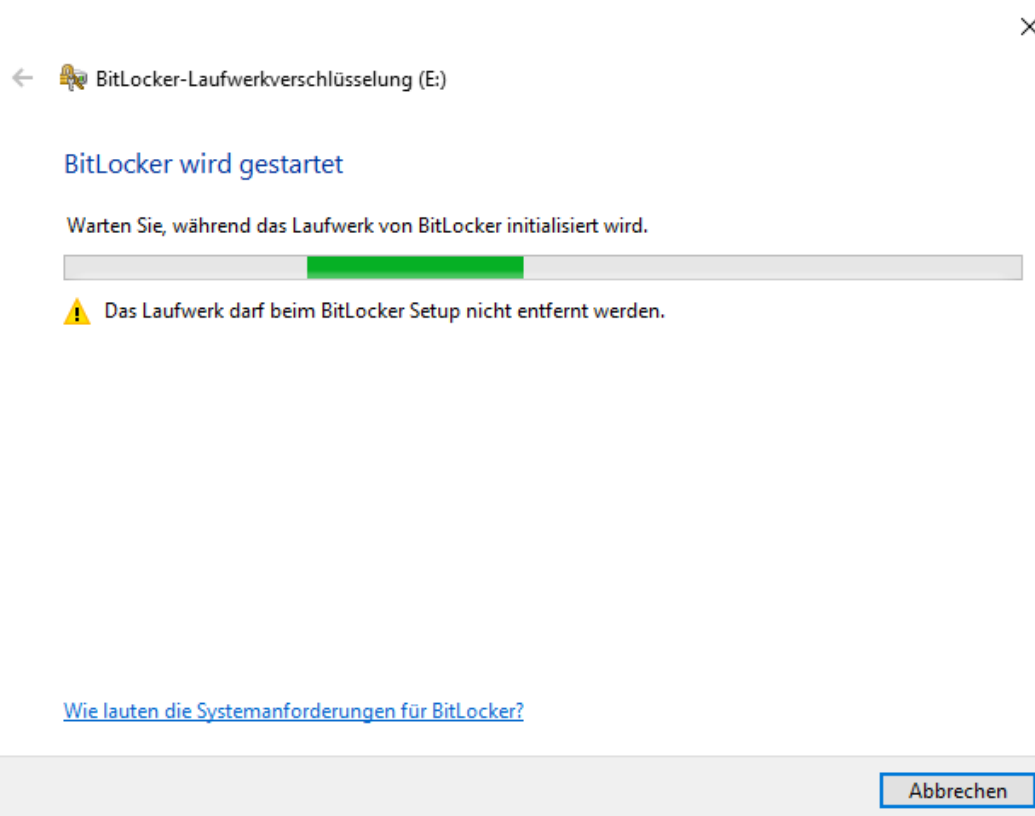 BitLocker-Laufwerkverschlüsselung (E:)
BitLocker wird gestartet
Warten Sie, während das Laufwerk von BitLocker initialisiert wird.
Das Laufwerk darf beim BitLocker Setup nicht entfernt werden.
Wie lauten die Systemanforderungen für BitLocker?
Abbrechen